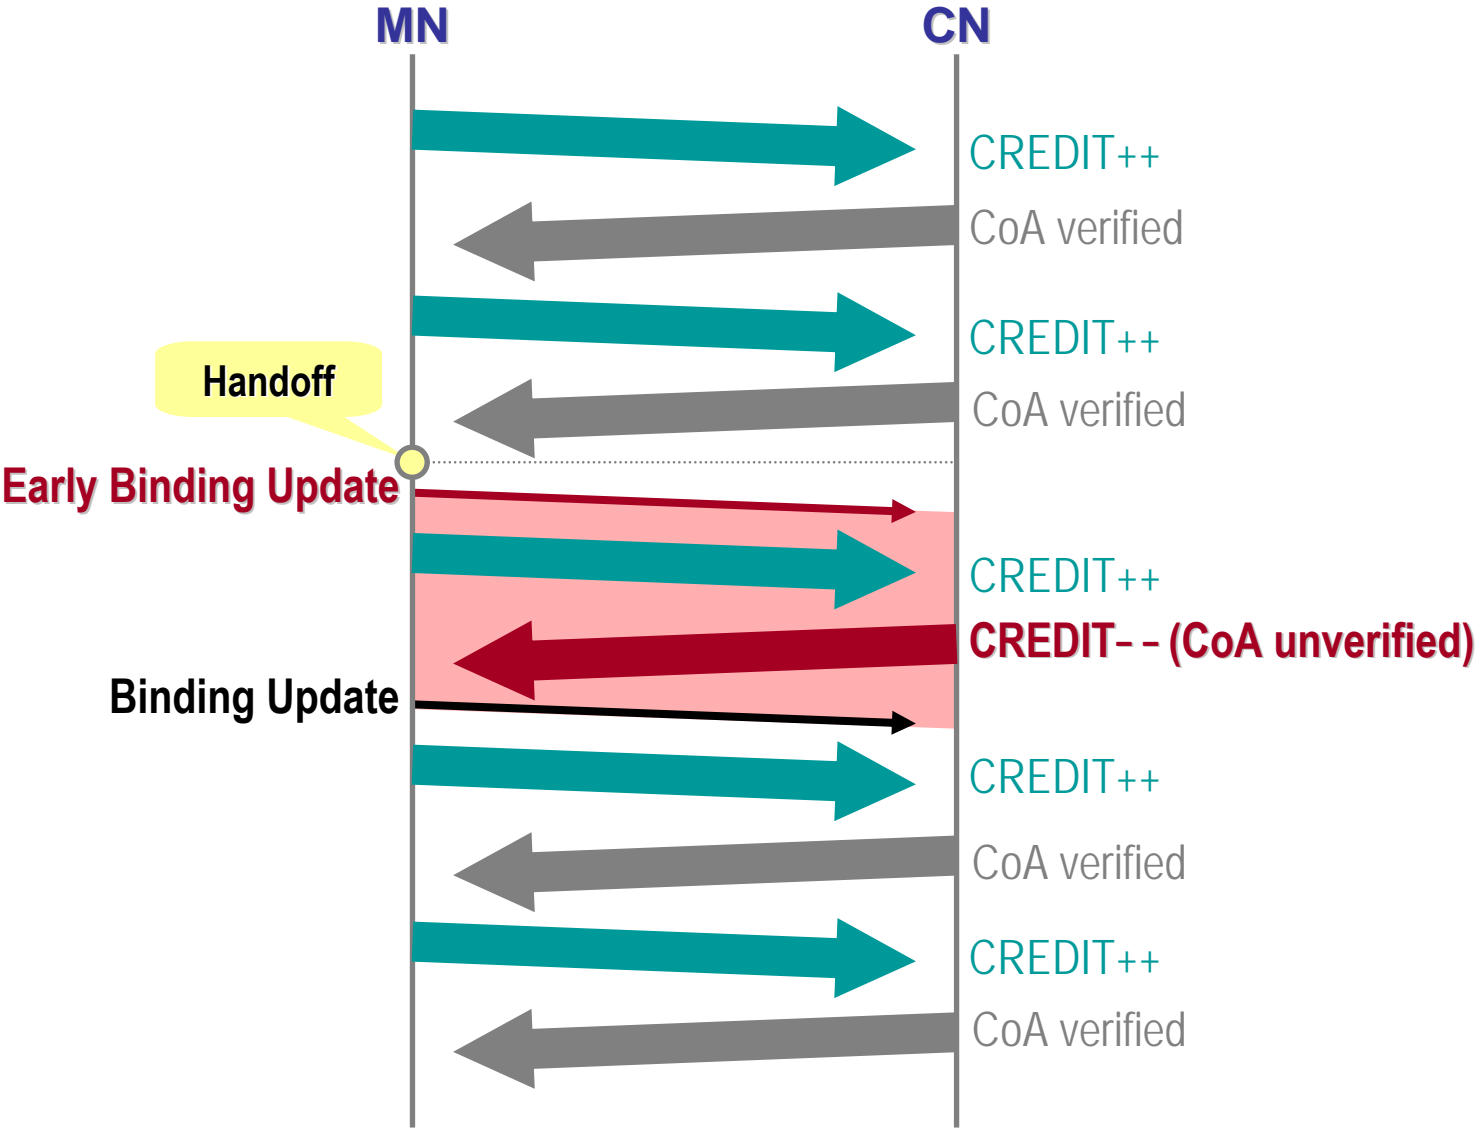 MN CN
CREDIT++
CoA verified
CREDIT++
Handoff
CoA verified
Early Binding Update
CREDIT++
CREDIT-- (CoA unverified)
Binding Update
CREDIT++
CoA verified
CREDIT++
CoA verified